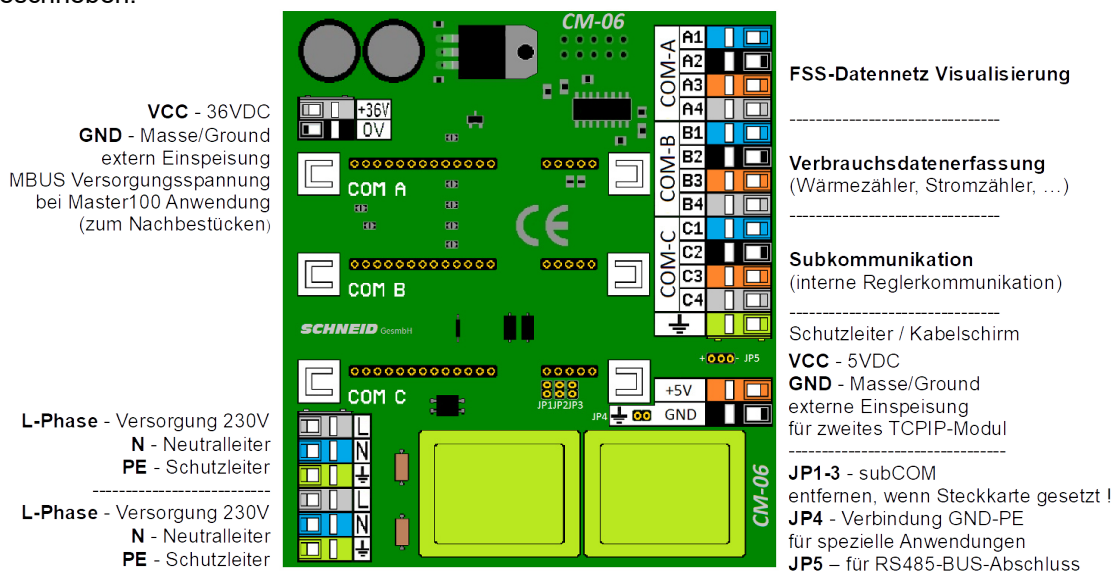 CM-06
VCC - 36VDC
GND - Masse/Ground
extern Einspeisung
MBUS Versorgungsspannung
bei Master100 Anwendung
(zum Nachbestücken)
L-Phase - Versorgung 230V
N - Neutralleiter
PE - Schutzleiter
---------------------------
L-Phase - Versorgung 230V
N - Neutralleiter
PE - Schutzleiter
+36V
0V
COM A
COM B
SCHNEID GesmbH
COM C
L
N
L
N
COM-A
A1
A2
A3
A4
COM-B
B1
B2
B3
B4
COM-C
C1
C2
C3
C4
CE
+ - JP5
JP1JP2JP3
+5V
JP4
GND
CM-06
FSS-Datennetz Visualisierung
--------------------------------
Verbrauchsdatenerfassung
(Wärmezähler, Stromzähler, …)
--------------------------------
Subkommunikation
(interne Reglerkommunikation)
--------------------------------
Schutzleiter / Kabelschirm
VCC - 5VDC
GND - Masse/Ground
externe Einspeisung
für zweites TCPIP-Modul
---------------------------------
JP1-3 - subCOM
entfernen, wenn Steckkarte gesetzt !
JP4 - Verbindung GND-PE
für spezielle Anwendungen
JP5 – für RS485-BUS-Abschluss